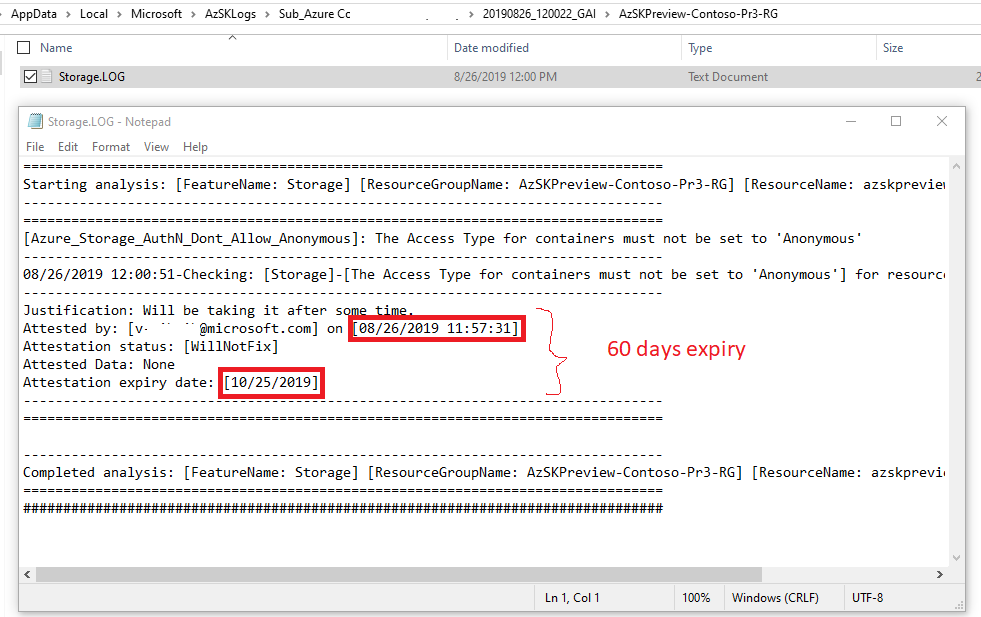 AppData > Local > Microsoft > AzSKLogs > Sub_Azure Cc > 20190826_120022_GAI > AzSKPreview-Contoso-Pr3-RG
Name Date modified Type Size
Storage.LOG 8/26/2019 12:00 PM Text Document 2
Storage.LOG - Notepad
File Edit Format View Help
================================================================================
Starting analysis: [FeatureName: Storage] [ResourceGroupName: AzSKPreview-Contoso-Pr3-RG] [ResourceName: azskpreview
--------------------------------------------------------------------------------
================================================================================
[Azure_Storage_AuthN_Dont_Allow_Anonymous]: The Access Type for containers must not be set to 'Anonymous'
--------------------------------------------------------------------------------
08/26/2019 12:00:51-Checking: [Storage]-[The Access Type for containers must not be set to 'Anonymous'] for resource
--------------------------------------------------------------------------------
Justification: Will be taking it after some time.
Attested by: [v- @microsoft.com] on [08/26/2019 11:57:31]
Attestation status: [WillNotFix]
60 days expiry
Attested Data: None
Attestation expiry date: [10/25/2019]
--------------------------------------------------------------------------------
================================================================================
--------------------------------------------------------------------------------
Completed analysis: [FeatureName: Storage] [ResourceGroupName: AzSKPreview-Contoso-Pr3-RG] [ResourceName: azskprevie
================================================================================
################################################################################
Ln 1, Col 1 100% Windows (CRLF) UTF-8